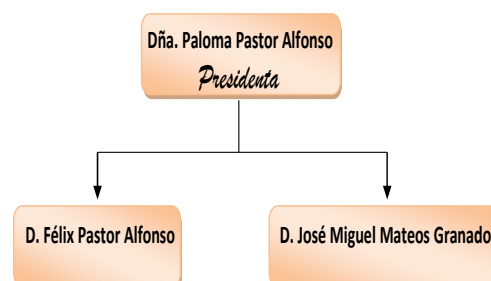 Dña. Paloma Pastor Alfonso
Presidenta
D. Félix Pastor Alfonso
D. José Miguel Mateos Granado